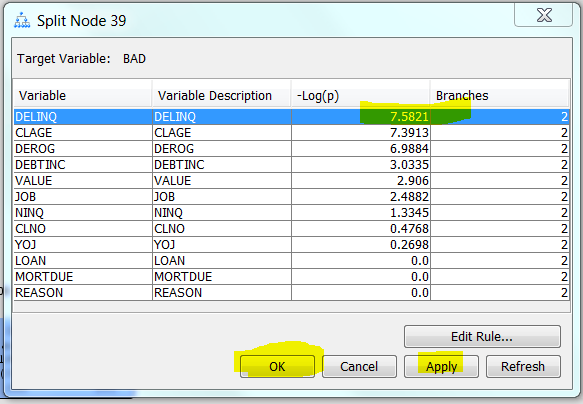 Split Node 39
Target Variable: BAD
Variable Variable Description -Log(p) Branches
DELINQ DELINQ 7.5821 2
CLAGE CLAGE 7.3913 2
DEROG DEROG 6.9884 2
DEBTINC DEBTINC 3.0335 2
VALUE VALUE 2.906 2
JOB JOB 2.4882 2
NINQ NINQ 1.3345 2
CLNO CLNO 0.4768 2
YOJ YOJ 0.2698 2
LOAN LOAN 0.0 2
MORTDUE MORTDUE 0.0 2
REASON REASON 0.0 2
Edit Rule...
OK Cancel Apply Refresh